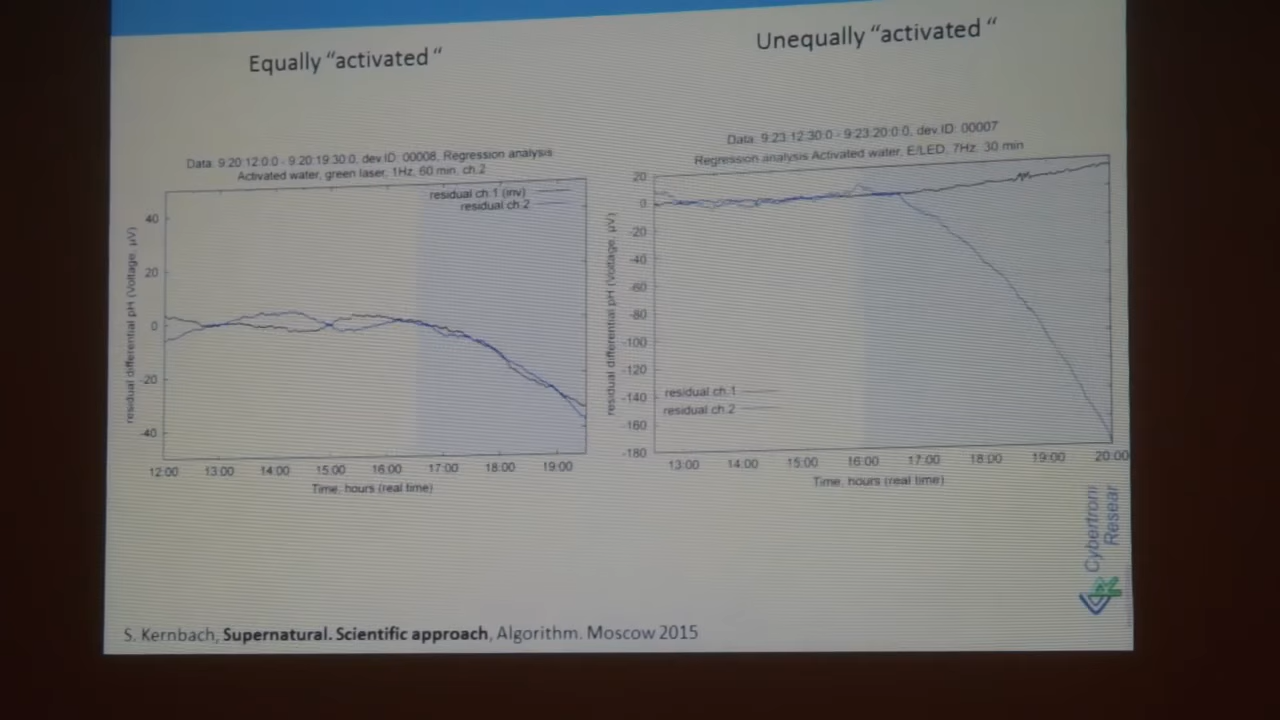 Equally “activated “
Unequally “activated “
Data: 9:20:12:0:0 - 9:20:19:30:0, dev.ID: 00008, Regression analysis
Activated water, green laser, 1Hz, 60 min, ch.2
residual ch.1 (inv)
residual ch.2
residual differential pH (Voltage, μV)
40
20
0
-20
-40
12:00 13:00 14:00 15:00 16:00 17:00 18:00 19:00
Time, hours (real time)
Data: 9:23:12:30:0 - 9:23:20:0:0, dev.ID: 00007
Regression analysis Activated water, E/LED, 7Hz, 30 min
residual differential pH (Voltage, μV)
20
0
-20
-40
-60
-80
-100
-120
-140
-160
-180
residual ch.1
residual ch.2
13:00 14:00 15:00 16:00 17:00 18:00 19:00 20:00
Time, hours (real time)
Cybertron
Resear
S. Kernbach, Supernatural. Scientific approach, Algorithm. Moscow 2015